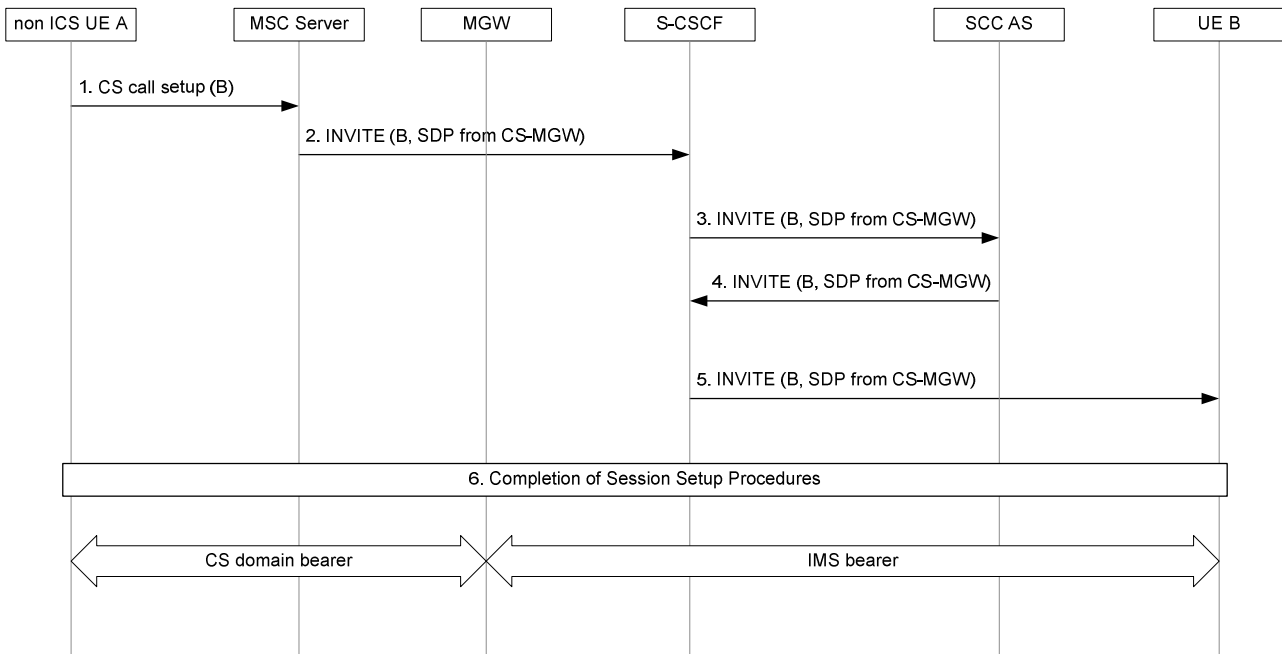 non ICS UE A
MSC Server
MGW
S-CSCF
SCC AS
UE B
1. CS call setup (B)
2. INVITE (B, SDP from CS-MGW)
3. INVITE (B, SDP from CS-MGW)
4. INVITE (B, SDP from CS-MGW)
5. INVITE (B, SDP from CS-MGW)
6. Completion of Session Setup Procedures
CS domain bearer
IMS bearer